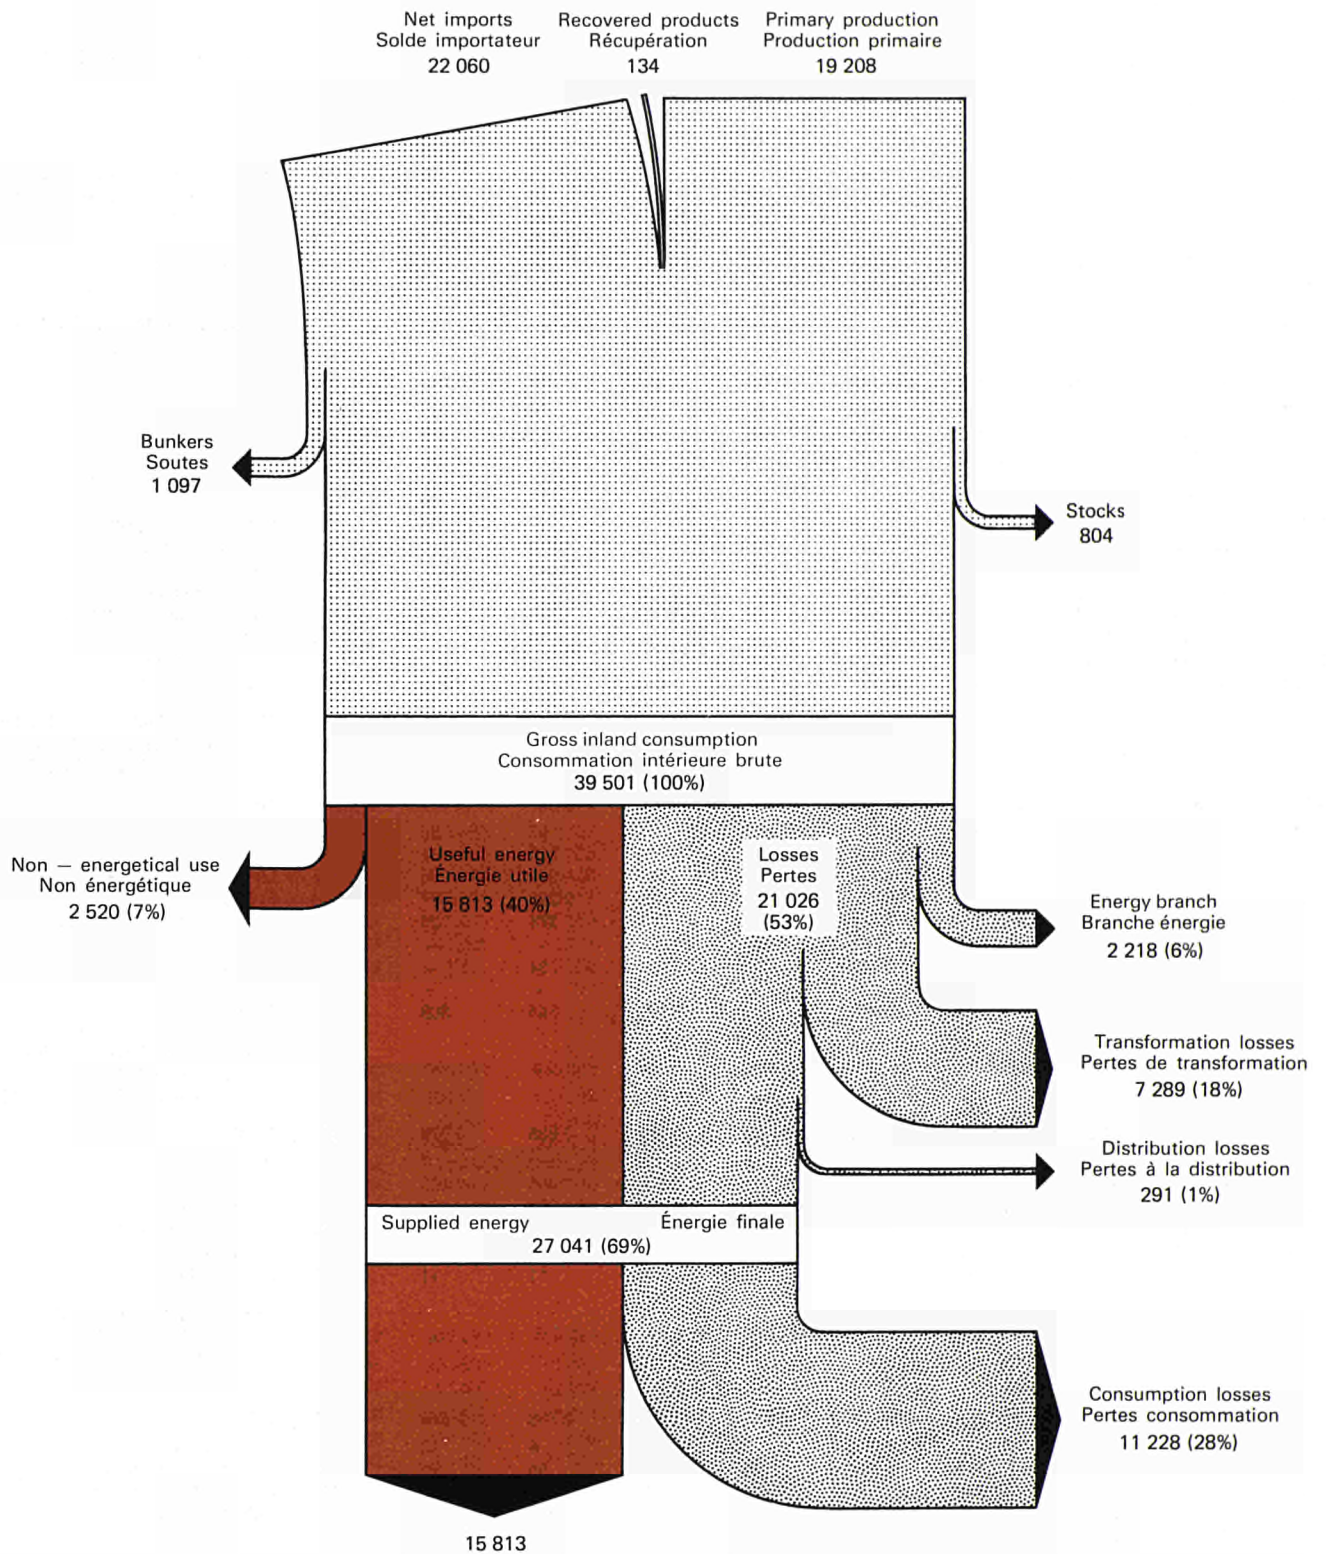 Net imports
Solde importateur
22 060
Recovered products
Récupération
134
Primary production
Production primaire
19 208
Bunkers
Soutes
1 097
Stocks
804
Gross inland consumption
Consommation intérieure brute
39 501 (100%)
Non — energetical use
Non énergétique
2 520 (7%)
Useful energy
Énergie utile
15 813 (40%)
Losses
Pertes
21 026
(53%)
Energy branch
Branche énergie
2 218 (6%)
Transformation losses
Pertes de transformation
7 289 (18%)
Distribution losses
Pertes à la distribution
291 (1%)
Supplied energy Énergie finale
27 041 (69%)
Consumption losses
Pertes consommation
11 228 (28%)
15 813